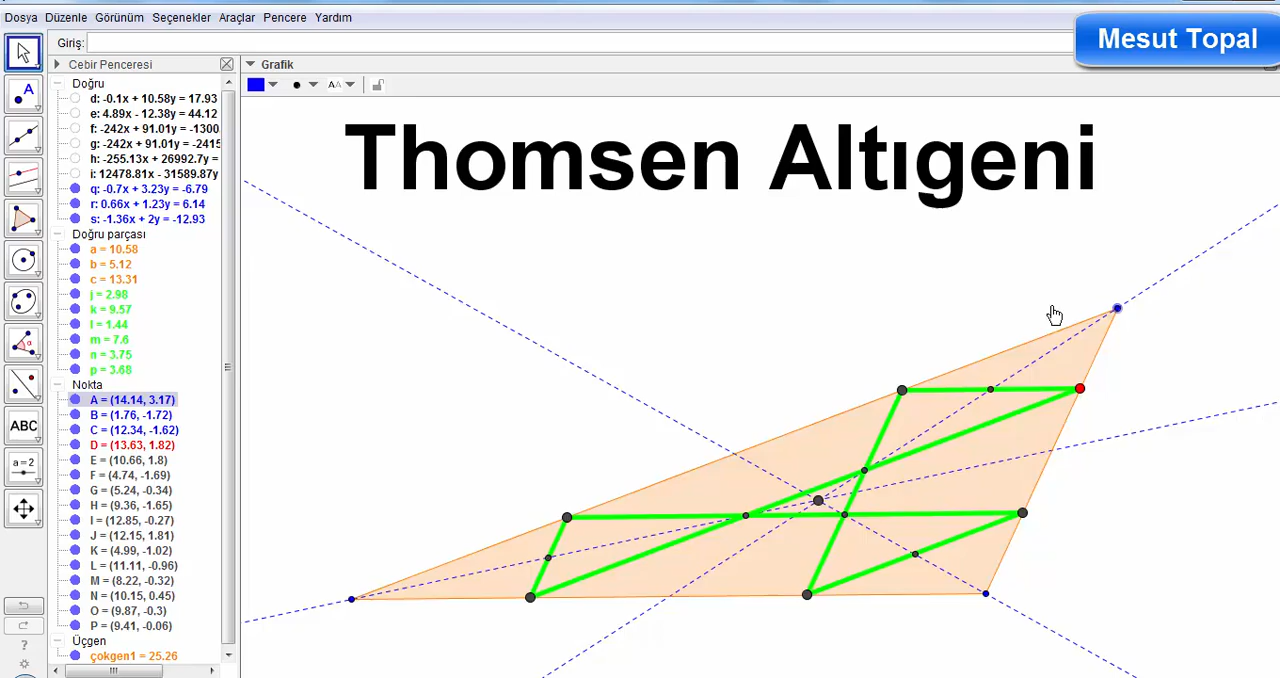 Dosya Düzenle Görünüm Seçenekler Araçlar Pencere Yardım
Mesut Topal
Giriş:
Cebir Penceresi
Grafik
A
AA
Thomsen Altıgeni
Doğru
d: -0.1x + 10.58y = 17.93
e: 4.89x - 12.38y = 44.12
f: -242x + 91.01y = -1300
g: -242x + 91.01y = -2415
h: -255.13x + 26992.7y =
i: 12478.81x - 31589.87y
q: -0.7x + 3.23y = -6.79
r: 0.66x + 1.23y = 6.14
s: -1.36x + 2y = -12.93
Doğru parçası
a = 10.58
b = 5.12
c = 13.31
j = 2.98
k = 9.57
l = 1.44
m = 7.6
n = 3.75
p = 3.68
Nokta
A = (14.14, 3.17)
B = (1.76, -1.72)
C = (12.34, -1.62)
D = (13.63, 1.82)
E = (10.66, 1.8)
F = (4.74, -1.69)
G = (5.24, -0.34)
H = (9.36, -1.65)
I = (12.85, -0.27)
J = (12.15, 1.81)
K = (4.99, -1.02)
L = (11.11, -0.96)
M = (8.22, -0.32)
N = (10.15, 0.45)
O = (9.87, -0.3)
P = (9.41, -0.06)
Üçgen
çokgen1 = 25.26
α
ABC
a=2
?